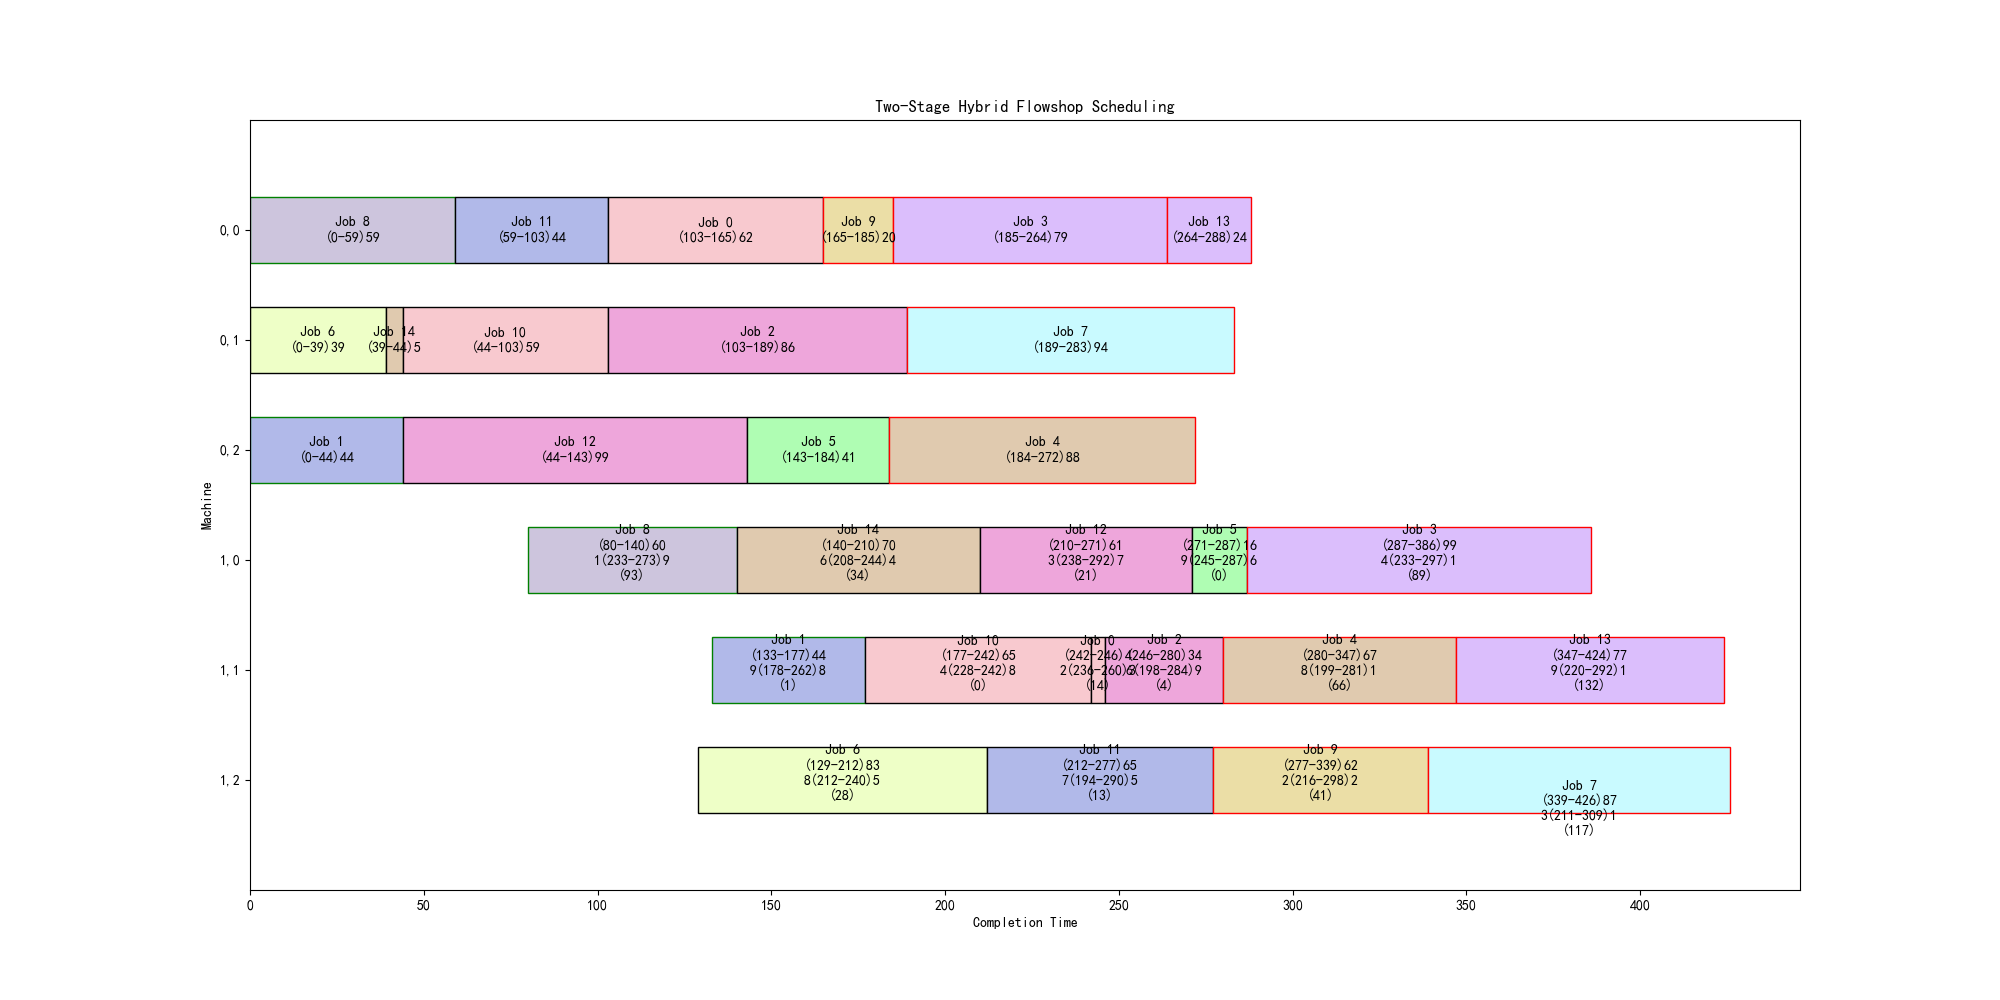 Two-Stage Hybrid Flowshop Scheduling
Machine
0,0
Job 8
(0-59)59
Job 11
(59-103)44
Job 0
(103-165)62
Job 9
(165-185)20
Job 3
(185-264)79
Job 13
(264-288)24
0,1
Job 6
(0-39)39
Job 14
(39-44)5
Job 10
(44-103)59
Job 2
(103-189)86
Job 7
(189-283)94
0,2
Job 1
(0-44)44
Job 12
(44-143)99
Job 5
(143-184)41
Job 4
(184-272)88
1,0
Job 8
(80-140)60
1(233-273)9
(93)
Job 14
(140-210)70
6(208-244)4
(34)
Job 12
(210-271)61
3(238-292)7
(21)
Job 5
(271-287)16
9(245-287)6
(0)
Job 3
(287-386)99
4(233-297)1
(89)
1,1
Job 1
(133-177)44
9(178-262)8
(1)
Job 10
(177-242)65
4(228-242)8
(0)
Job 0
(242-246)4
(14)
Job 2
(246-280)34
(4)
Job 4
(280-347)67
8(199-281)1
(66)
Job 13
(347-424)77
9(220-292)1
(132)
1,2
Job 6
(129-212)83
8(212-240)5
(28)
Job 11
(212-277)65
7(194-290)5
(13)
Job 9
(277-339)62
2(216-298)2
(41)
Job 7
(339-426)87
3(211-309)1
(117)
0
50
100
150
200
250
300
350
400
Completion Time